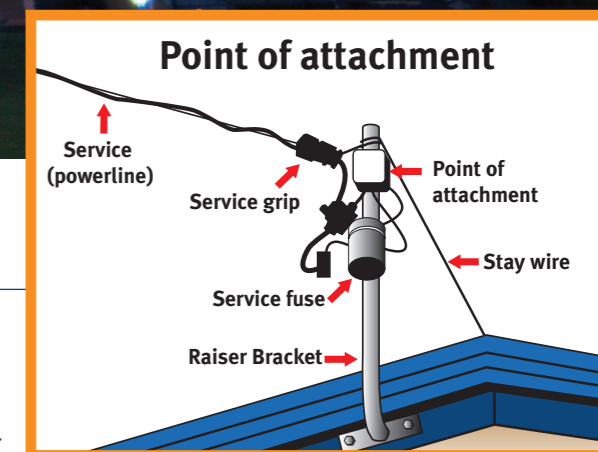 Point of attachment
Service
(powerline)
Service grip
Point of
attachment
Stay wire
Service fuse
Raiser Bracket